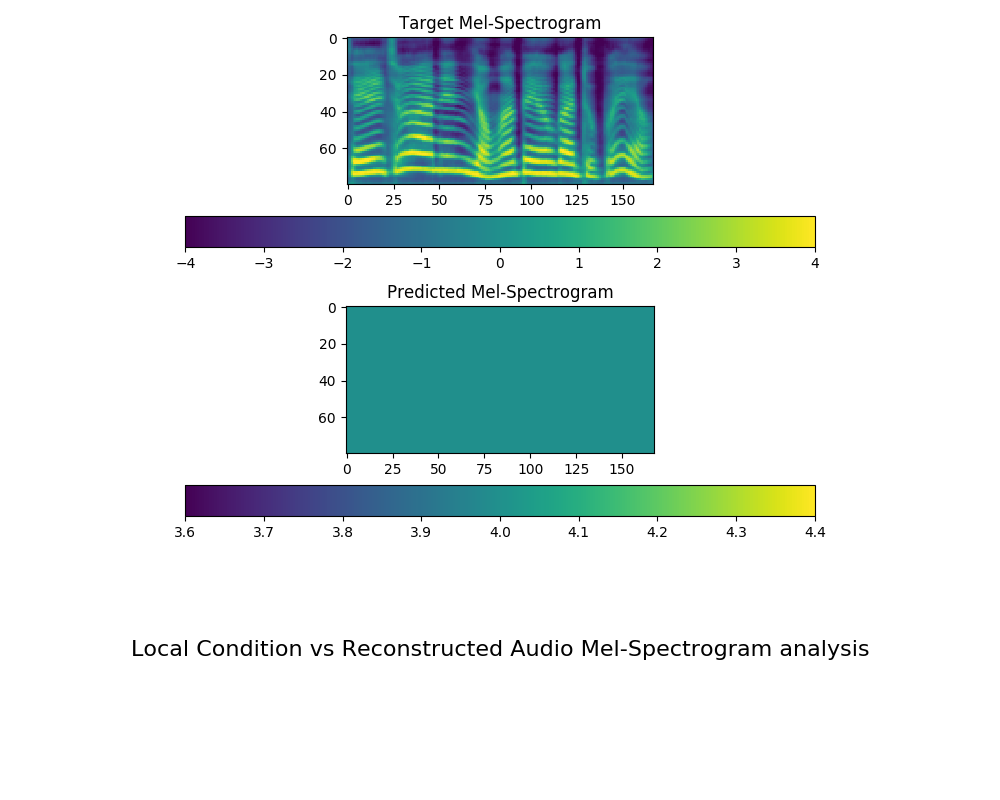 Target Mel-Spectrogram
0
20
40
60
0 25 50 75 100 125 150
−4 −3 −2 −1 0 1 2 3 4
Predicted Mel-Spectrogram
0
20
40
60
0 25 50 75 100 125 150
3.6 3.7 3.8 3.9 4.0 4.1 4.2 4.3 4.4
Local Condition vs Reconstructed Audio Mel-Spectrogram analysis